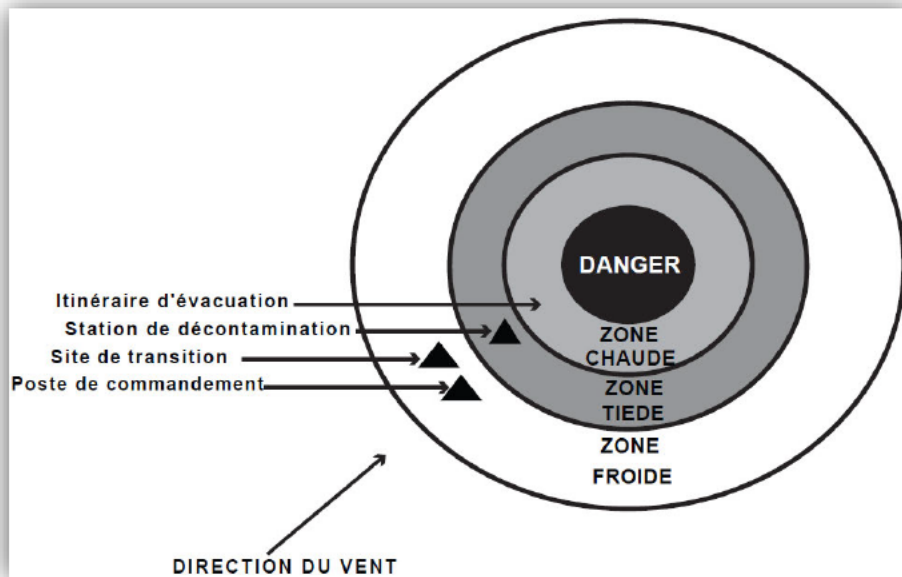 DANGER
Itinéraire d'évacuation
Station de décontamination
Site de transition
Poste de commandement
ZONE
CHAUDE
ZONE
TIEDE
ZONE
FROIDE
DIRECTION DU VENT